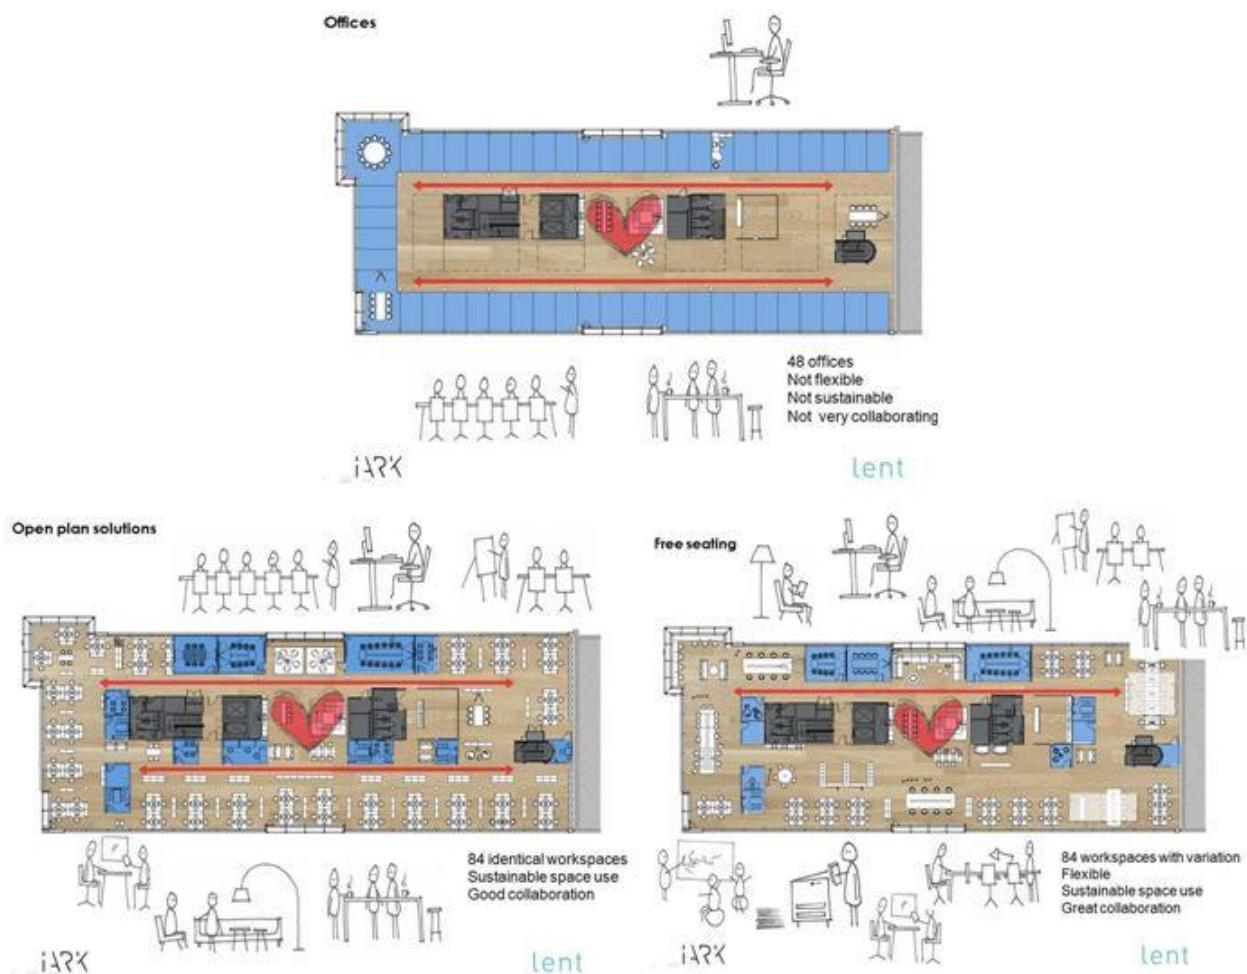 Offices
48 offices
Not flexible
Not sustainable
Not very collaborating
iARK
lent
Open plan solutions
84 identical workspaces
Sustainable space use
Good collaboration
iARK
lent
Free seating
84 workspaces with variation
Flexible
Sustainable space use
Great collaboration
iARK
lent